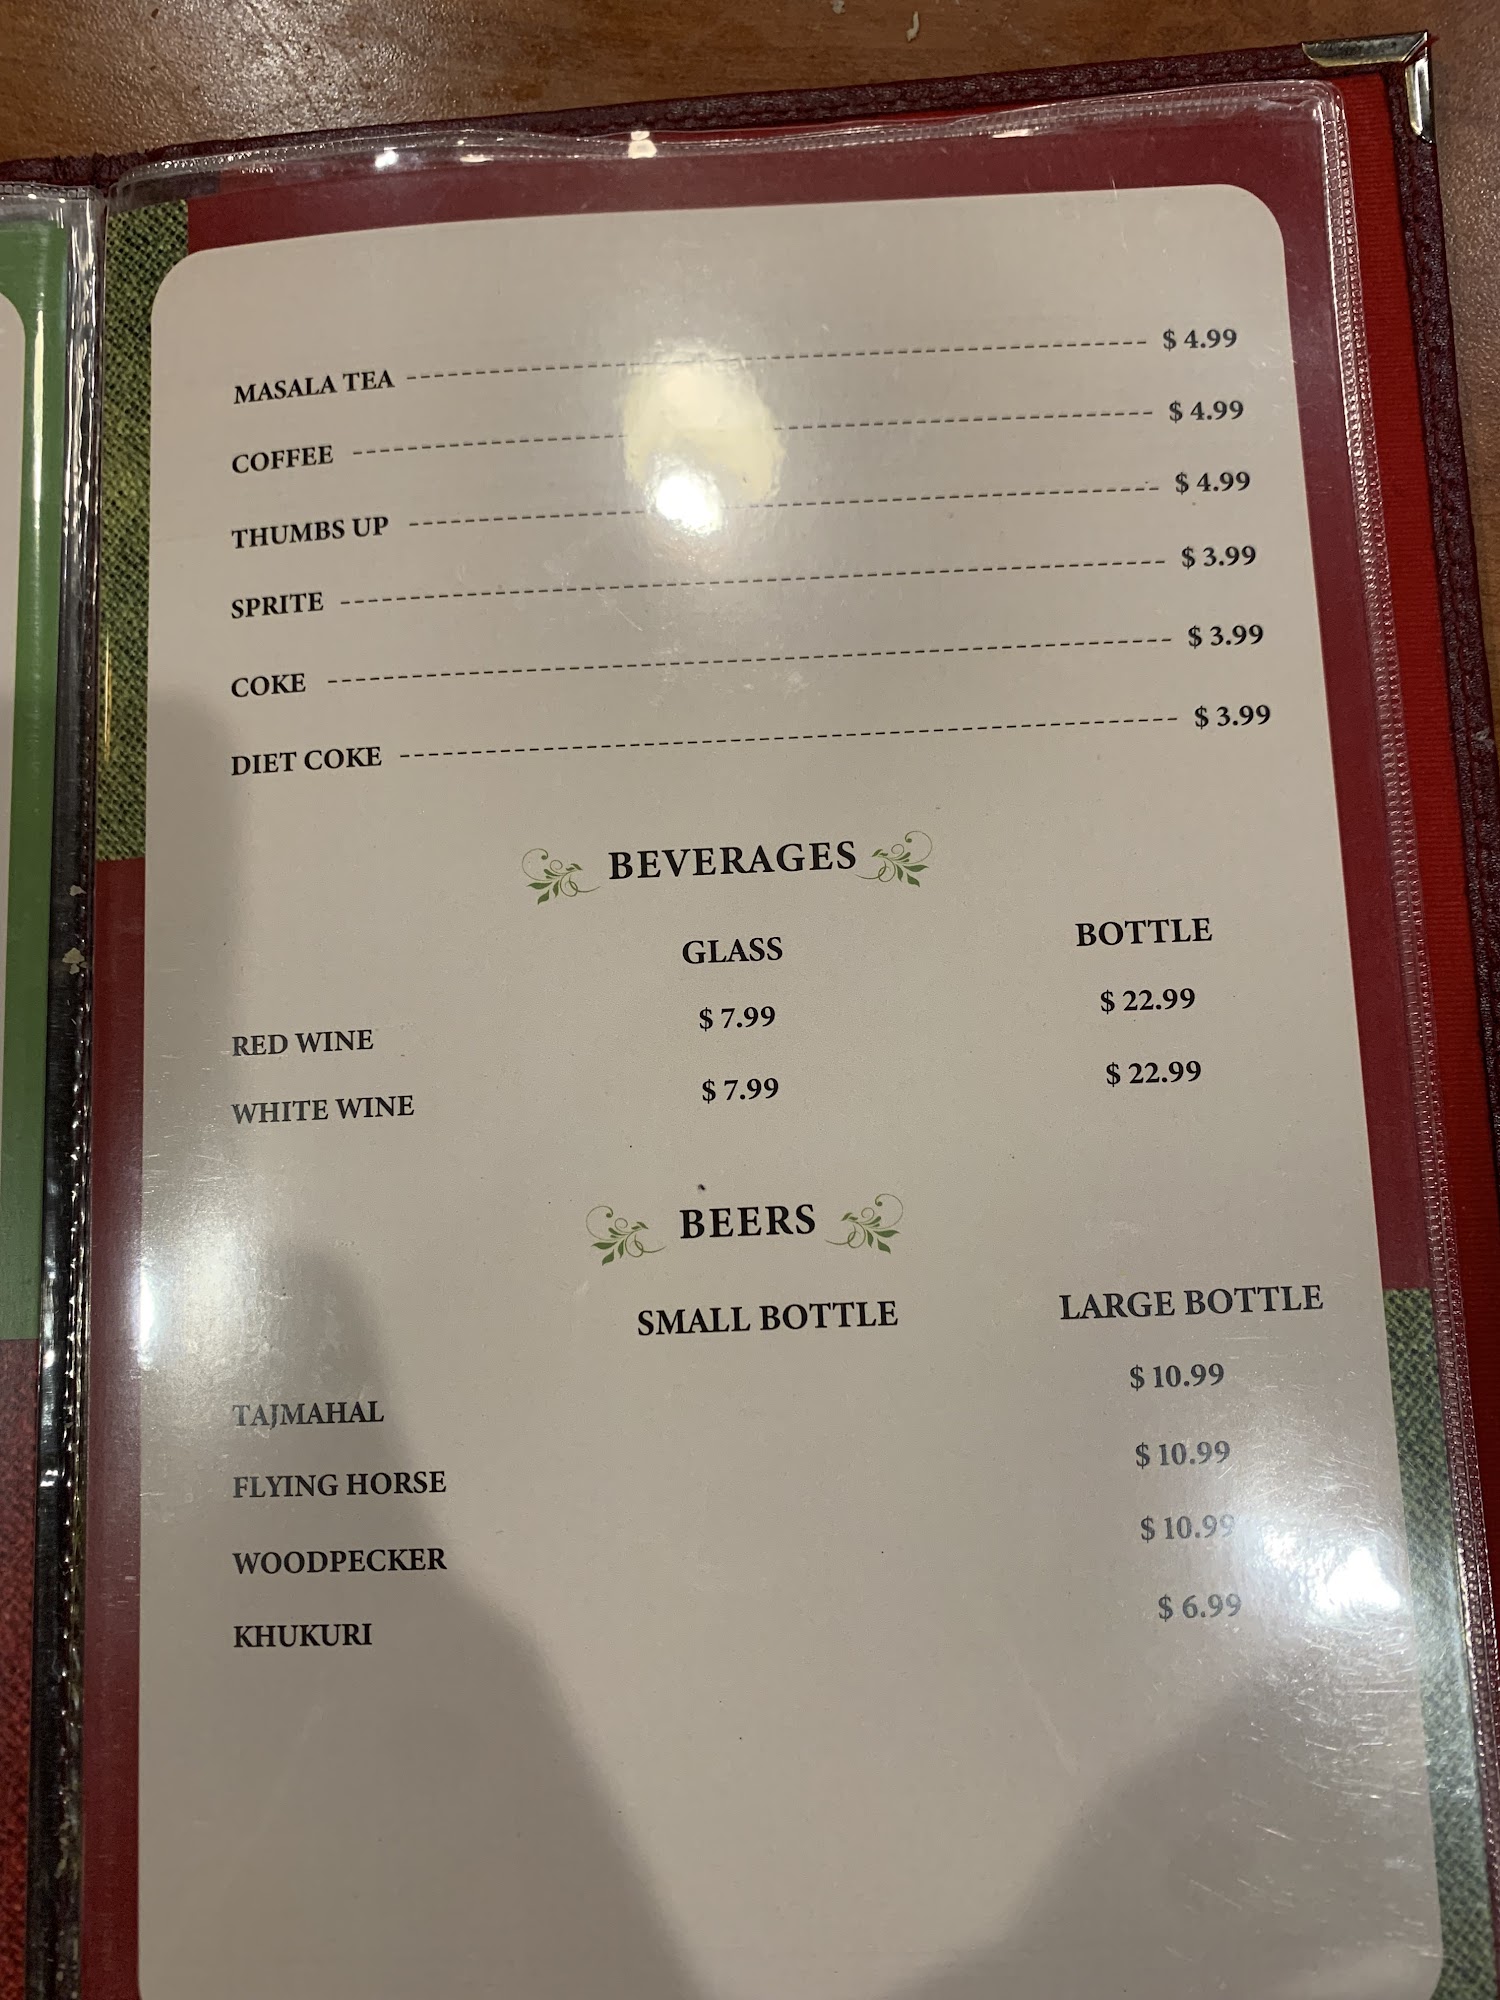 MASALA TEA ---------- $ 4.99
COFFEE ---------- $ 4.99
THUMBS UP ---------- $ 4.99
SPRITE ---------- $ 3.99
COKE ---------- $ 3.99
DIET COKE ---------- $ 3.99
BEVERAGES
GLASS BOTTLE
RED WINE $ 7.99 $ 22.99
WHITE WINE $ 7.99 $ 22.99
BEERS
SMALL BOTTLE LARGE BOTTLE
TAJMAHAL $ 10.99
FLYING HORSE $ 10.99
WOODPECKER $ 10.99
KHUKURI $ 6.99